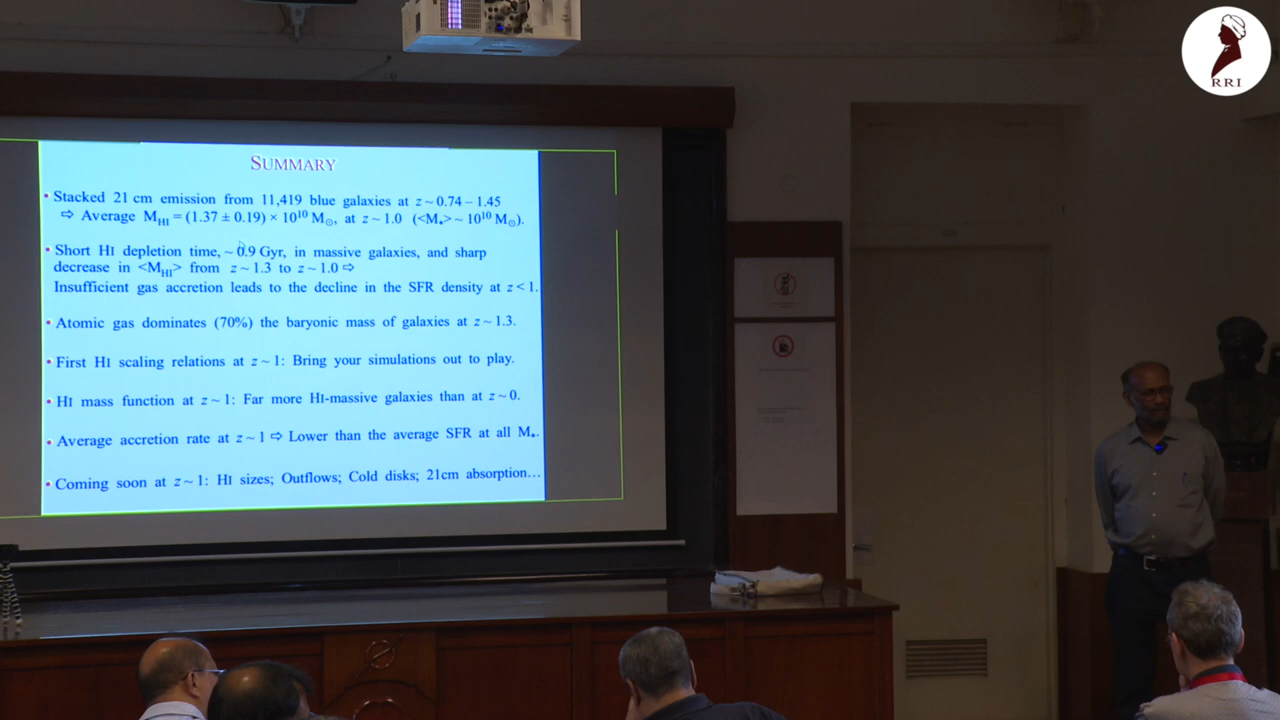 RRI
SUMMARY
• Stacked 21 cm emission from 11,419 blue galaxies at z ~ 0.74 – 1.45
⇨ Average M_HI = (1.37 ± 0.19) × 10¹⁰ M⊙, at z ~ 1.0 (<M*> ~ 10¹⁰ M⊙).
• Short HI depletion time, ~ 0.9 Gyr, in massive galaxies, and sharp
decrease in <M_HI> from z ~ 1.3 to z ~ 1.0 ⇨
Insufficient gas accretion leads to the decline in the SFR density at z < 1.
• Atomic gas dominates (70%) the baryonic mass of galaxies at z ~ 1.3.
• First HI scaling relations at z ~ 1: Bring your simulations out to play.
• HI mass function at z ~ 1: Far more HI-massive galaxies than at z ~ 0.
• Average accretion rate at z ~ 1 ⇨ Lower than the average SFR at all M*.
• Coming soon at z ~ 1: HI sizes; Outflows; Cold disks; 21cm absorption…